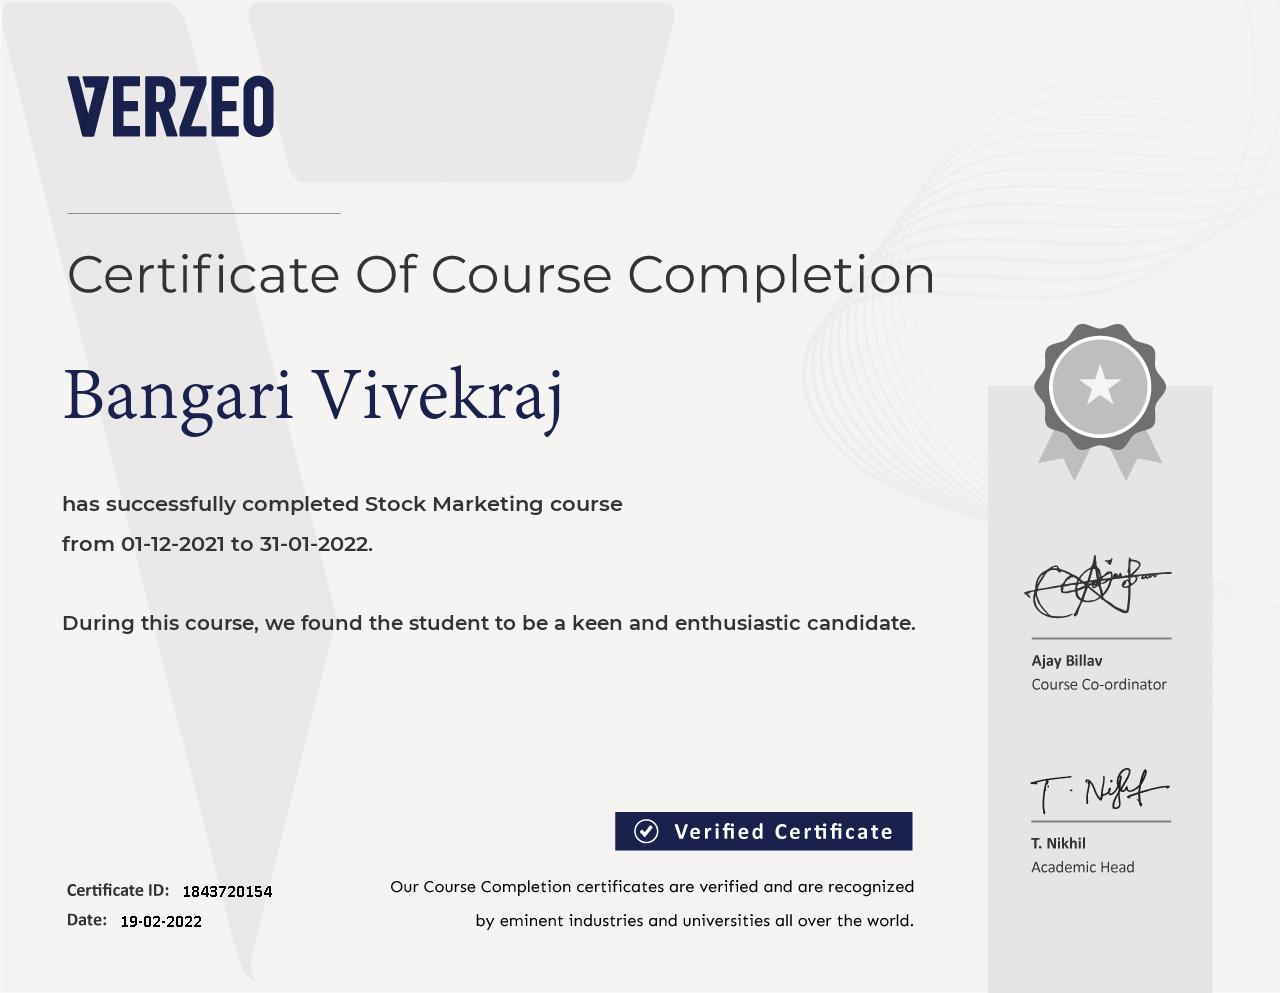 VERZEO
Certificate Of Course Completion
Bangari Vivekraj
has successfully completed Stock Marketing course
from 01-12-2021 to 31-01-2022.
During this course, we found the student to be a keen and enthusiastic candidate.
Ajay Billav
Ajay Billav
Course Co-ordinator
T. Nikhil
T. Nikhil
Academic Head
Verified Certificate
Our Course Completion certificates are verified and are recognized
by eminent industries and universities all over the world.
Certificate ID: 1843720154
Date: 19-02-2022